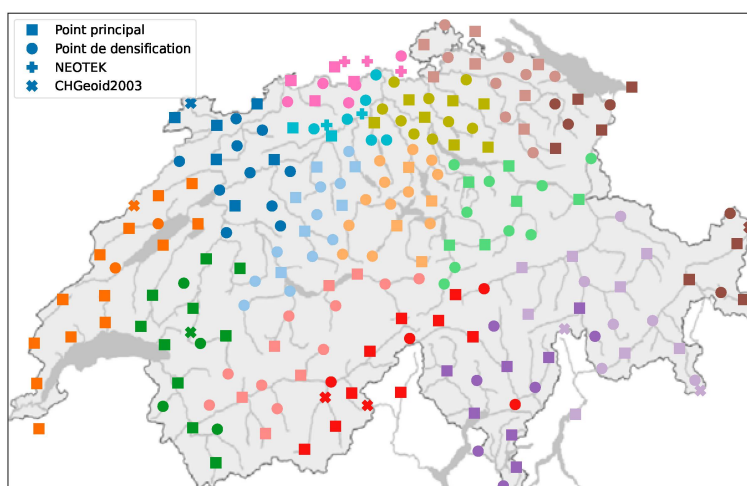 Point principal
Point de densification
NEOTEK
CHGeoid2003